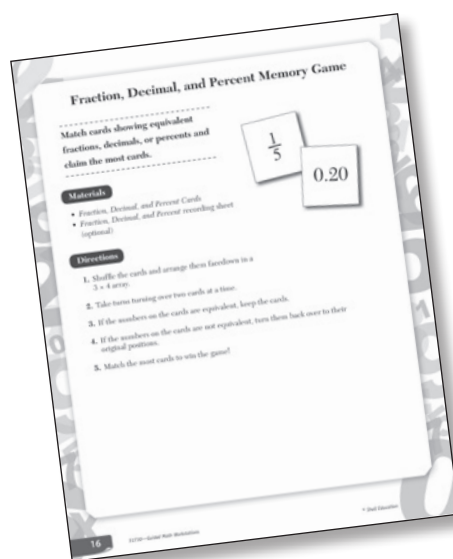 Fraction, Decimal, and Percent Memory Game
Match cards showing equivalent
fractions, decimals, or percents and
claim the most cards.
1
5
0.20
Materials
• Fraction, Decimal, and Percent Cards
• Fraction, Decimal, and Percent recording sheet
(optional)
Directions
1. Shuffle the cards and arrange them facedown in a
3 × 4 array.
2. Take turns turning over two cards at a time.
3. If the numbers on the cards are equivalent, keep the cards.
4. If the numbers on the cards are not equivalent, turn them back over to their
original positions.
5. Match the most cards to win the game!
16
Guided Math Workstations
© Shell Education